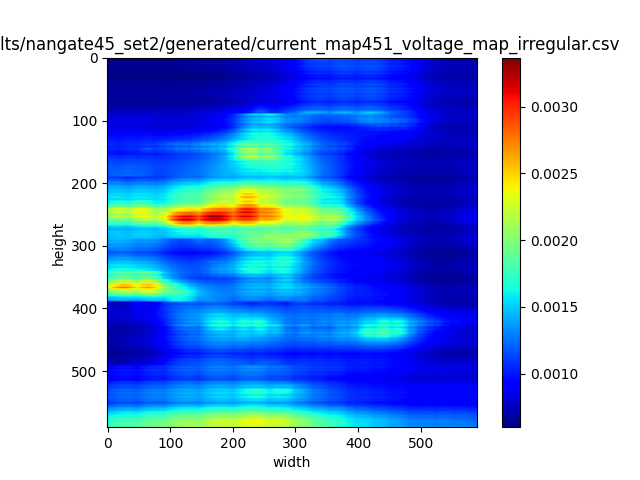 lts/nangate45_set2/generated/current_map451_voltage_map_irregular.csv
0
100
200
300
400
500
height
0 100 200 300 400 500
width
0.0030
0.0025
0.0020
0.0015
0.0010